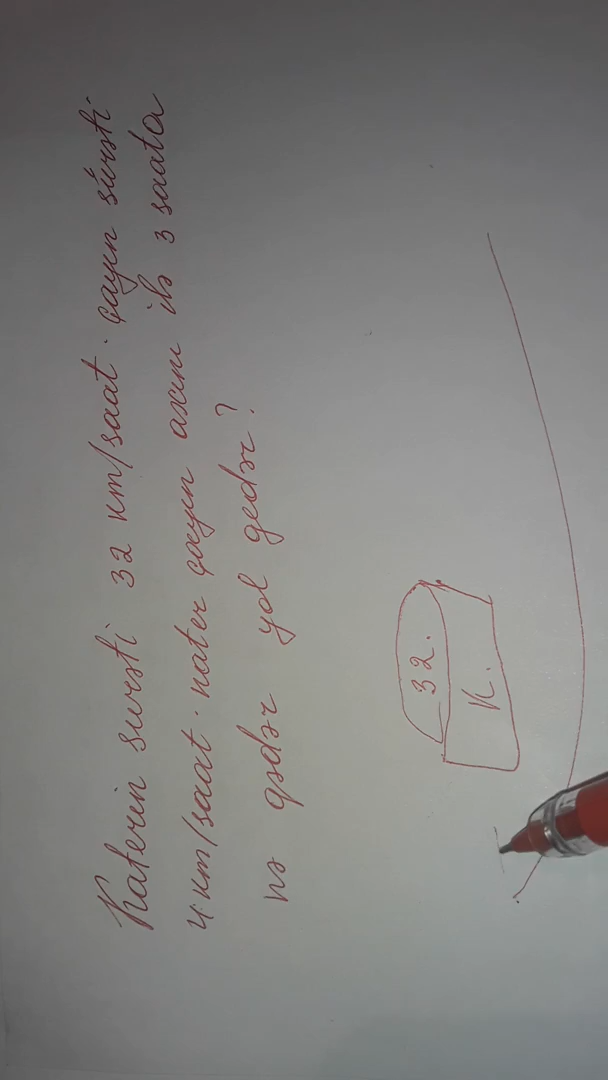 Katerin sürəti 32 km/saat. çayın sürəti
4 km/saat. kater çayın axını ilə 3 saata
nə qədər yol gedər?
32.
K.